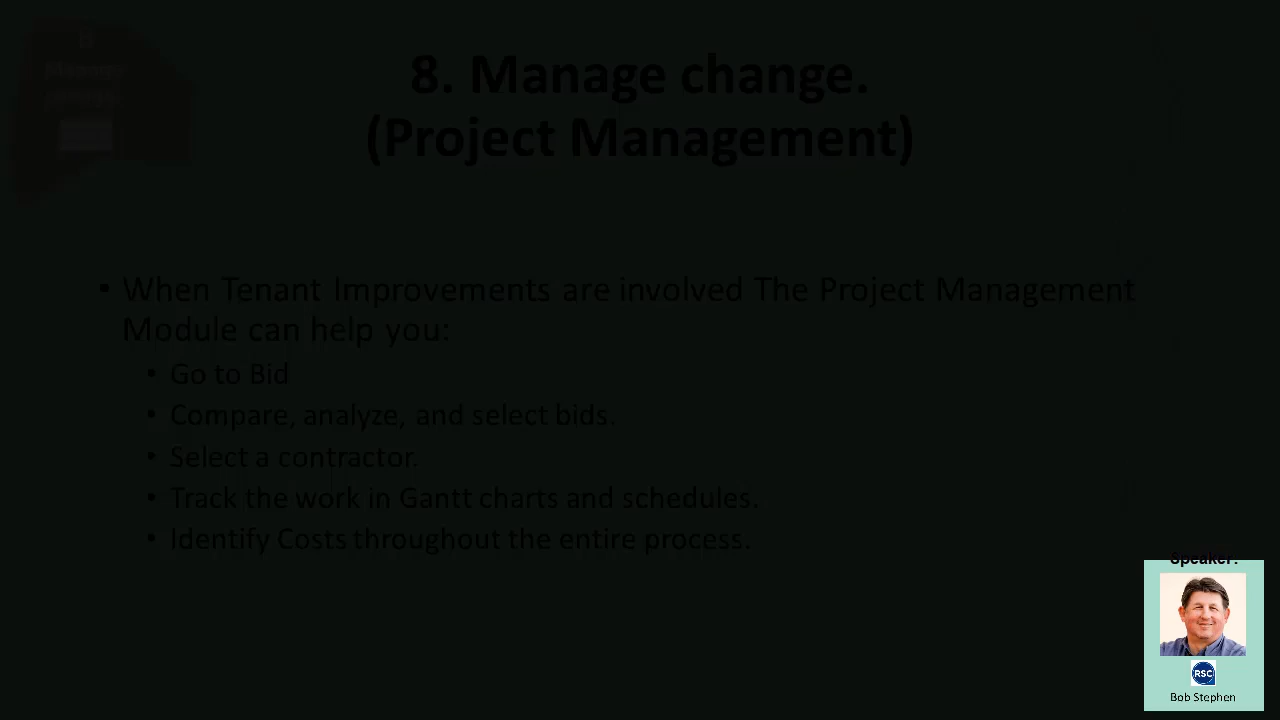 8. Manage change.
(Project Management)
▪ When Tenant Improvements are involved The Project Management
Module can help you:
• Go to Bid
• Compare, analyze, and select bids.
• Select a contractor.
• Track the work in Gantt charts and schedules.
• Identify Costs throughout the entire process.
Speaker:
RSC
Bob Stephen